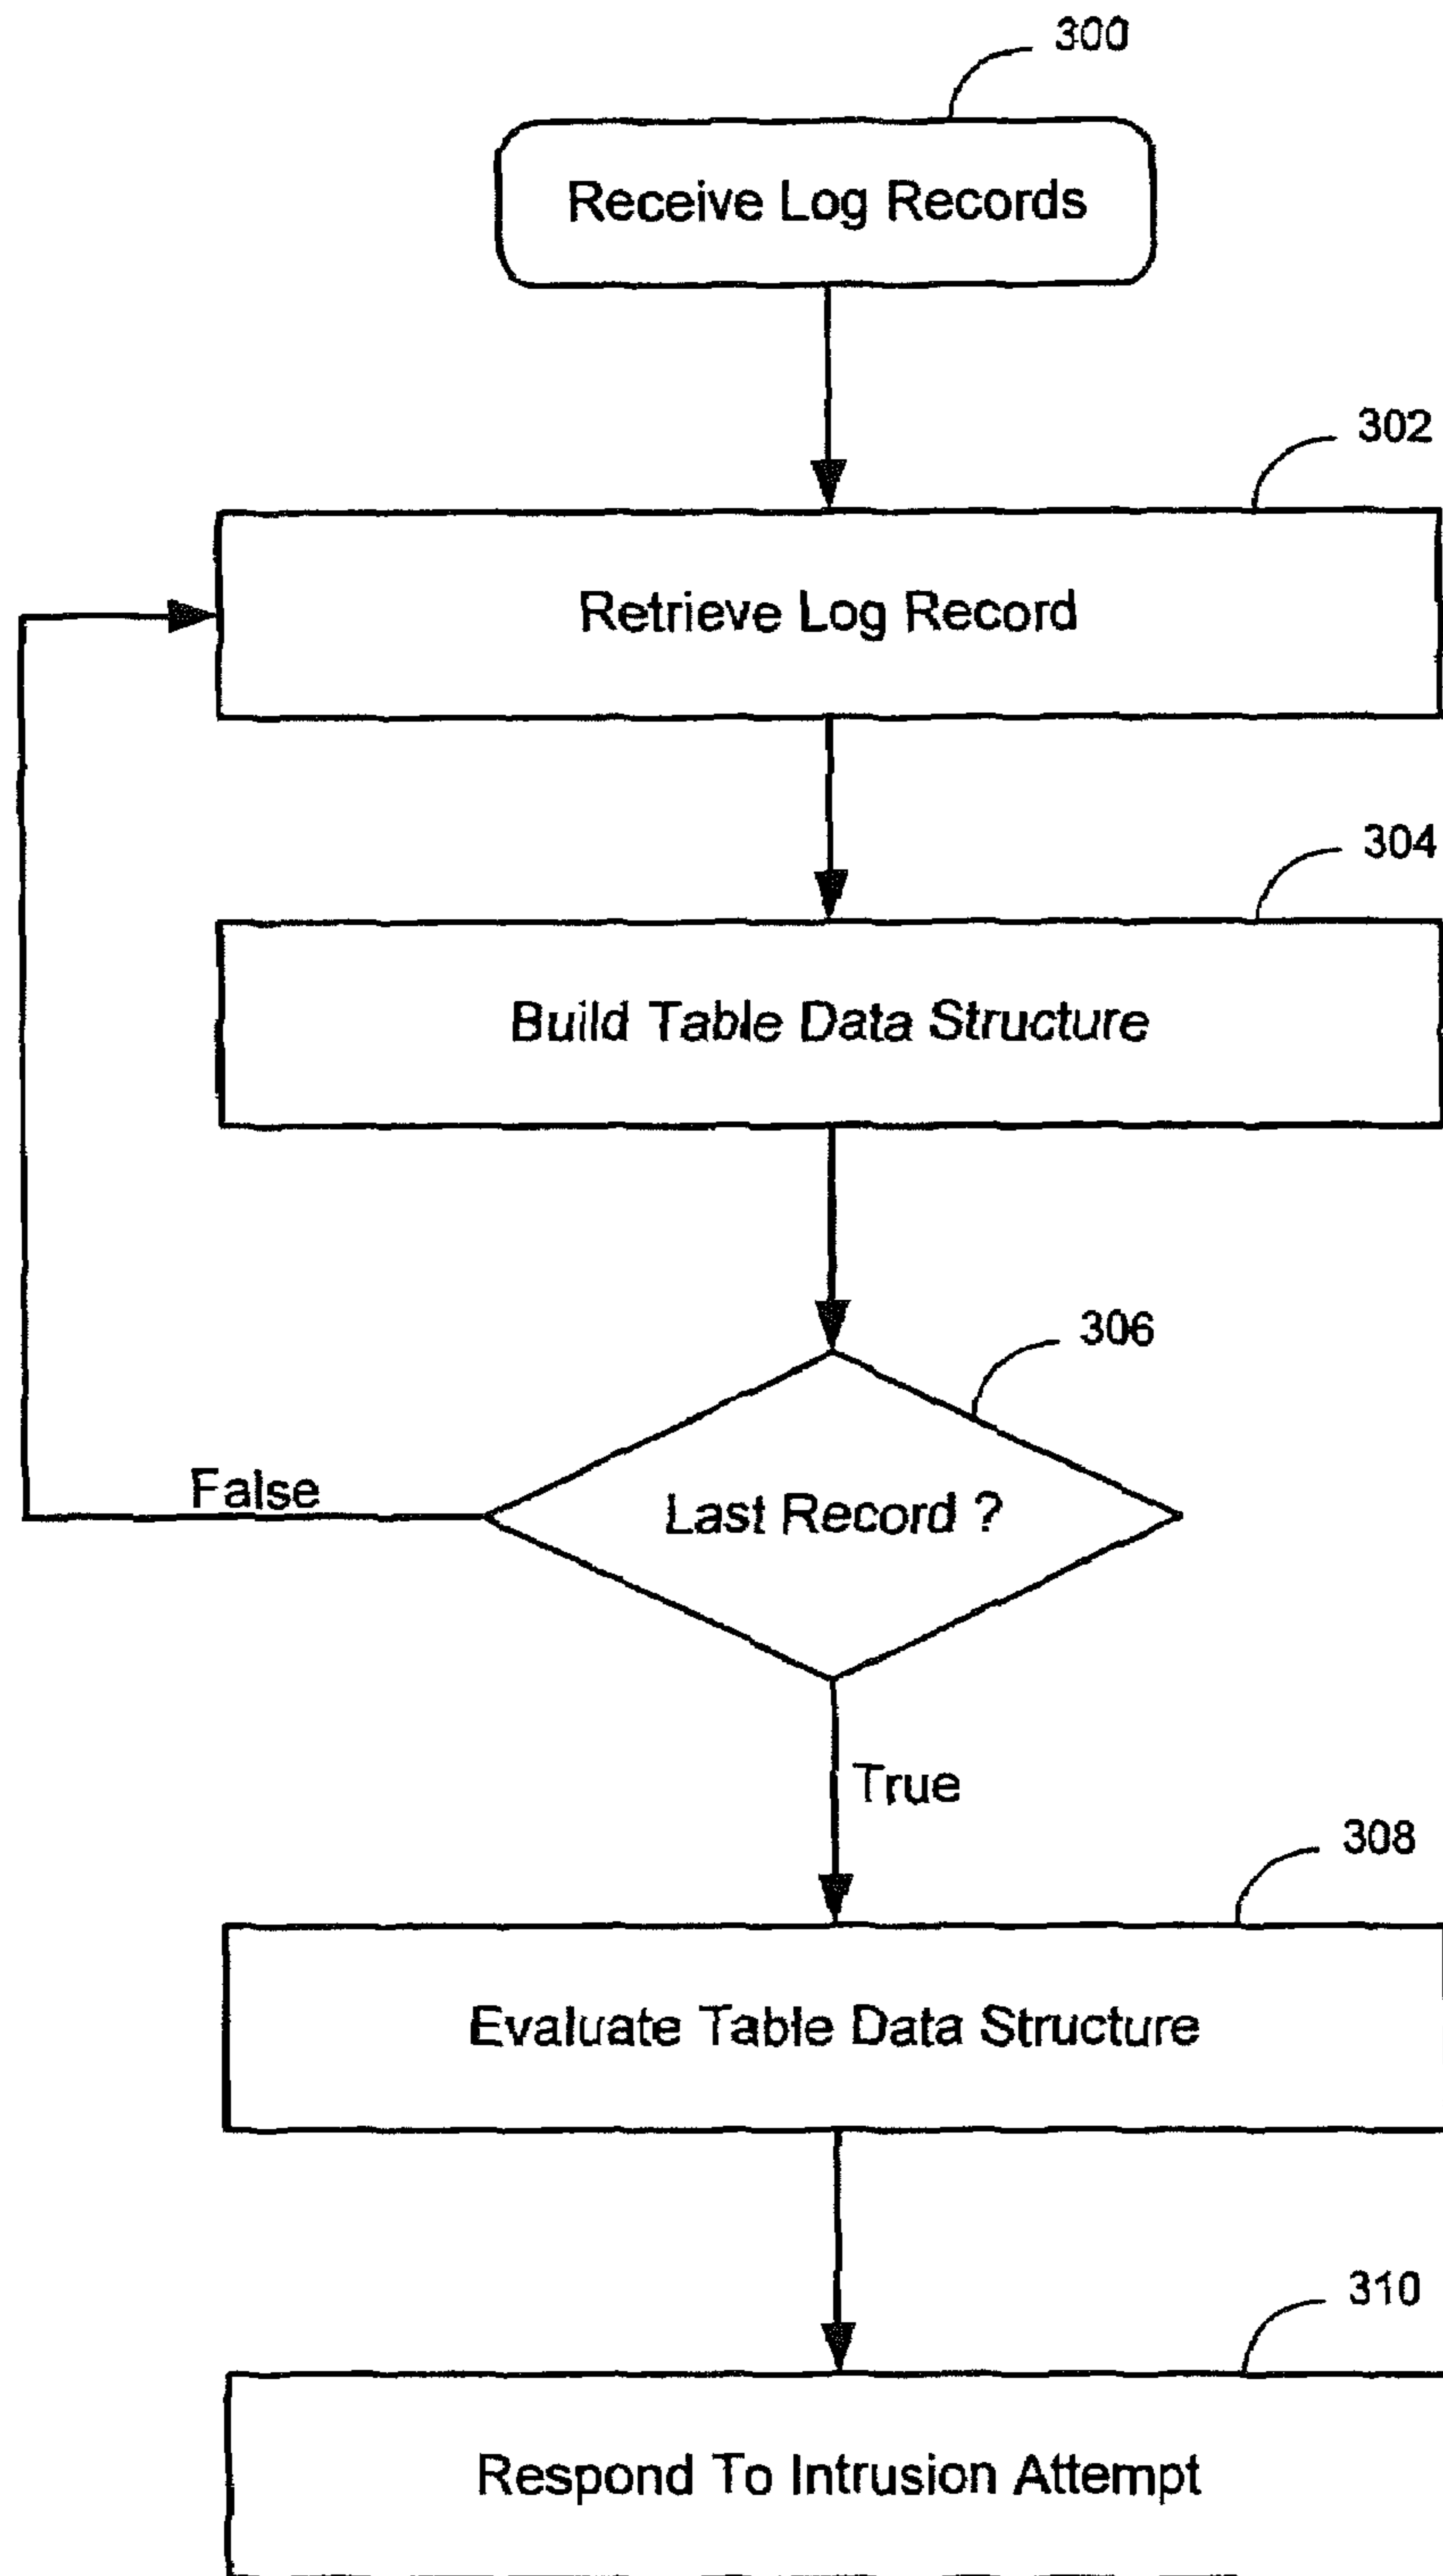 300
Receive Log Records
302
Retrieve Log Record
304
Build Table Data Structure
306
Last Record ?
False
True
308
Evaluate Table Data Structure
310
Respond To Intrusion Attempt